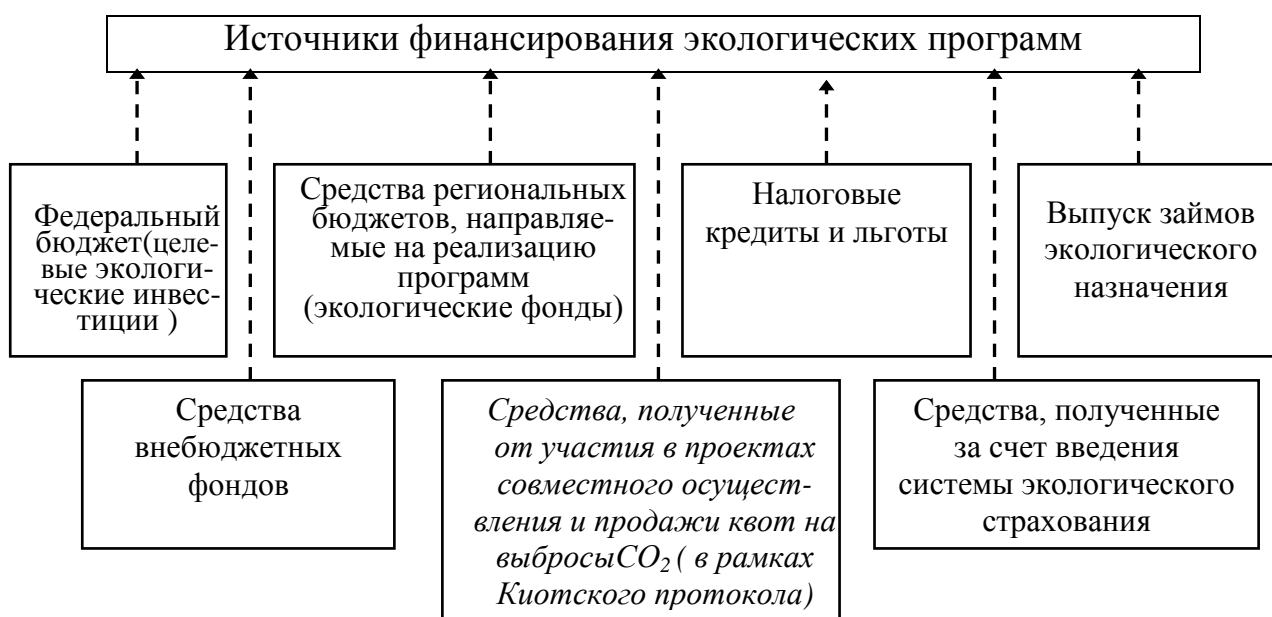 Источники финансирования экологических программ
Федеральный
бюджет(целе-
вые экологи-
ческие инвес-
тиции )
Средства региональных
бюджетов, направляе-
мые на реализацию
программ
(экологические фонды)
Налоговые
кредиты и льготы
Выпуск займов
экологического
назначения
Средства
внебюджетных
фондов
Средства, полученные
от участия в проектах
совместного осущест-
вления и продажи квот на
выбросыCO2 ( в рамках
Киотского протокола)
Средства, полученные
за счет введения
системы экологического
страхования